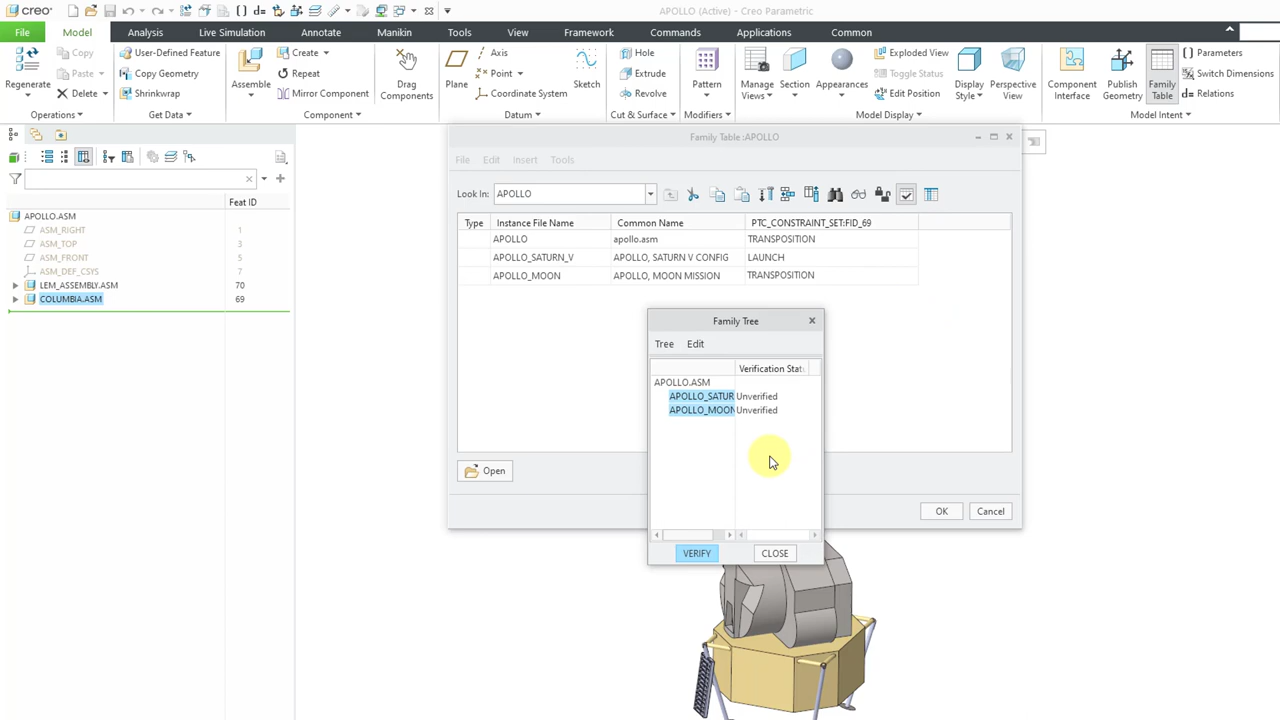 creo
APOLLO (Active) - Creo Parametric
File
Model
Analysis
Live Simulation
Annotate
Manikin
Tools
View
Framework
Commands
Applications
Common
Regenerate
Copy
Paste
Delete
Operations
User-Defined Feature
Copy Geometry
Shrinkwrap
Get Data
Assemble
Create
Repeat
Mirror Component
Component
Drag
Components
Plane
Axis
Point
Coordinate System
Sketch
Datum
Hole
Extrude
Revolve
Cut & Surface
Pattern
Modifiers
Manage
Views
Section
Appearances
Exploded View
Toggle Status
Edit Position
Display
Style
Perspective
View
Model Display
Component
Interface
Publish
Geometry
Family
Table
Parameters
Switch Dimensions
Relations
Model Intent
Feat ID
APOLLO.ASM
ASM_RIGHT 1
ASM_TOP 3
ASM_FRONT 5
ASM_DEF_CSYS 7
LEM_ASSEMBLY.ASM 70
COLUMBIA.ASM 69
Family Table :APOLLO
File Edit Insert Tools
Look In: APOLLO
Type Instance File Name Common Name PTC_CONSTRAINT_SET:FID_69
APOLLO apollo.asm TRANSPOSITION
APOLLO_SATURN_V APOLLO, SATURN V CONFIG LAUNCH
APOLLO_MOON APOLLO, MOON MISSION TRANSPOSITION
Family Tree
Tree Edit
Verification Stat
APOLLO.ASM
APOLLO_SATUR Unverified
APOLLO_MOON Unverified
VERIFY CLOSE
Open
OK Cancel